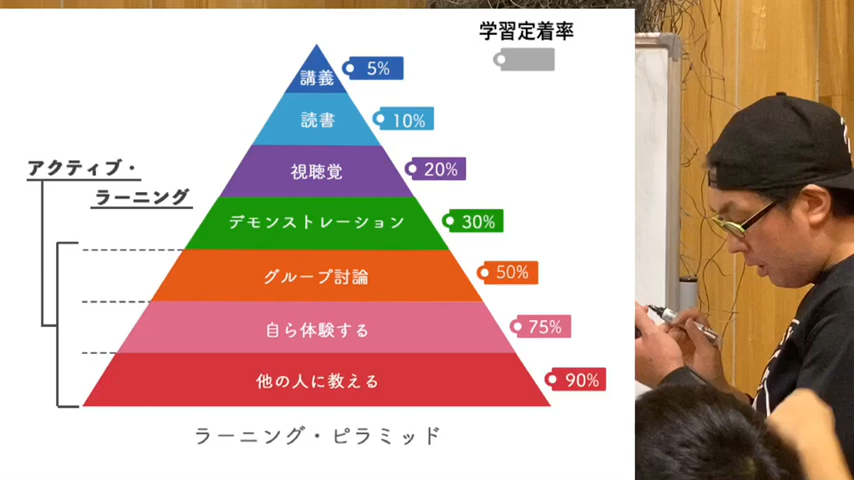 学習定着率
講義 5%
読書 10%
視聴覚 20%
アクティブ・
ラーニング
デモンストレーション 30%
グループ討論 50%
自ら体験する 75%
他の人に教える 90%
ラーニング・ピラミッド